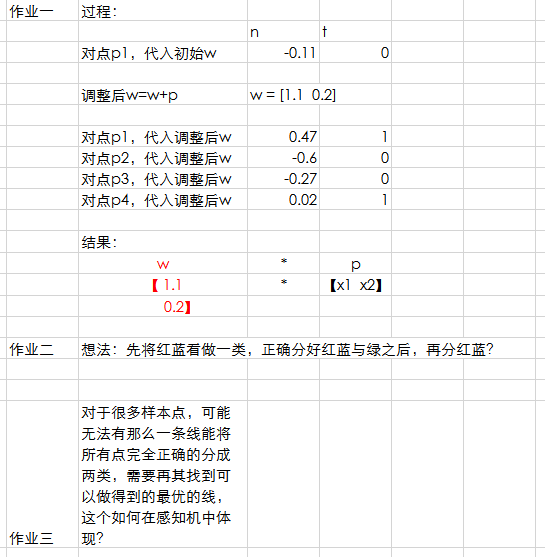 作业一 过程：
n t
对点p1，代入初始w -0.11 0
调整后w=w+p w = [1.1 0.2]
对点p1，代入调整后w 0.47 1
对点p2，代入调整后w -0.6 0
对点p3，代入调整后w -0.27 0
对点p4，代入调整后w 0.02 1
结果：
w * p
【 1.1 * 【x1 x2】
0.2】
作业二 想法：先将红蓝看做一类，正确分好红蓝与绿之后，再分红蓝？
对于很多样本点，可能
无法有那么一条线能将
所有点完全正确的分成
两类，需要再其找到可
以做得到的最优的线，
这个如何在感知机中体
作业三 现？